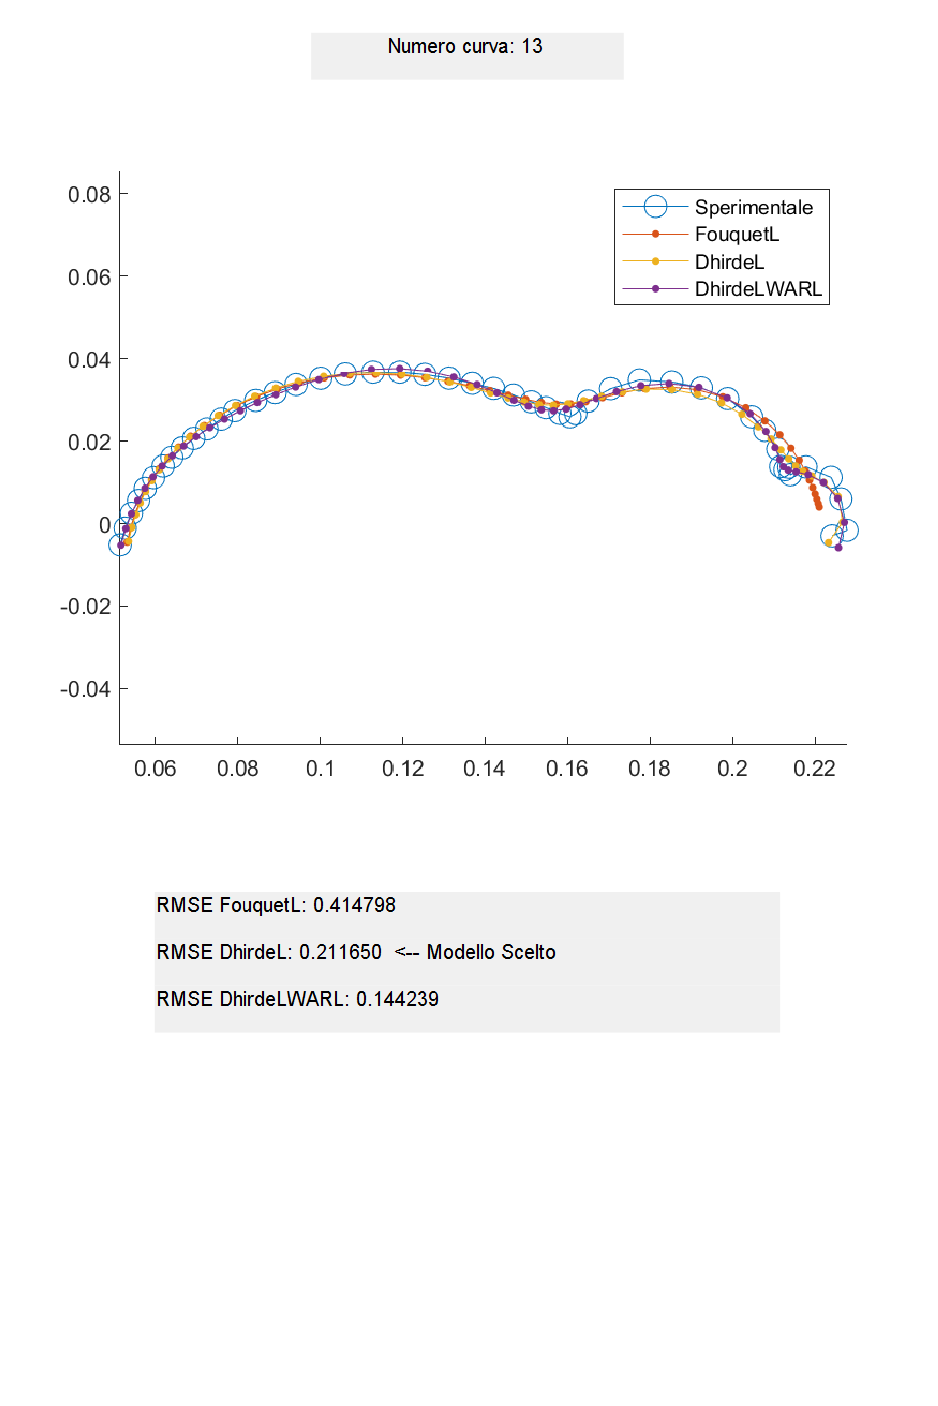 Numero curva: 13
0.08
0.06
0.04
0.02
0
-0.02
-0.04
0.06
0.08
0.1
0.12
0.14
0.16
0.18
0.2
0.22
Sperimentale
FouquetL
DhirdeL
DhirdeLWARL
RMSE FouquetL: 0.414798
RMSE DhirdeL: 0.211650  <-- Modello Scelto
RMSE DhirdeLWARL: 0.144239